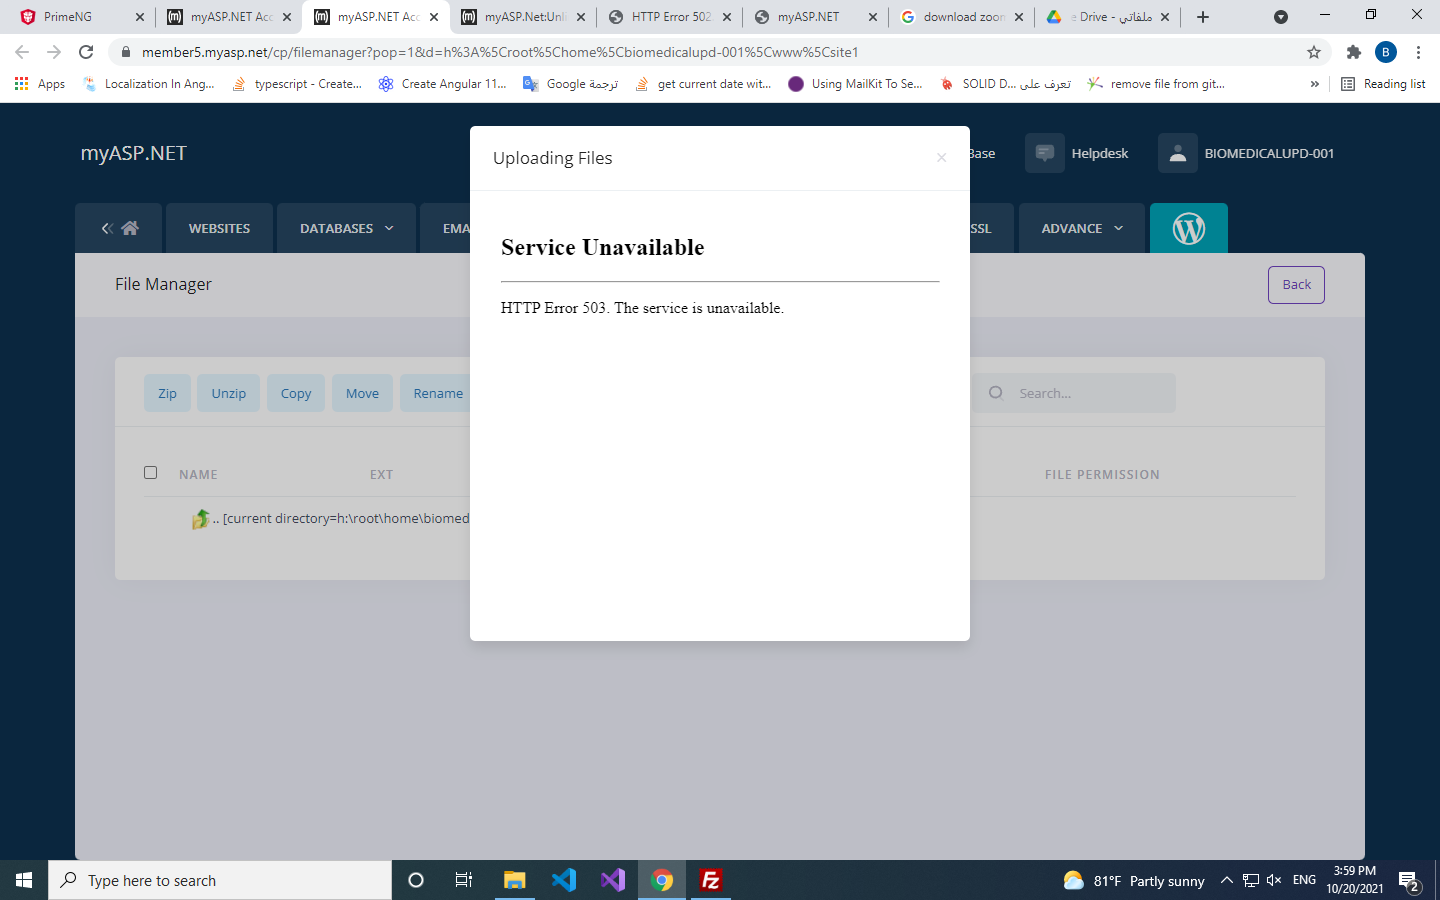 PrimeNG
myASP.NET Acc
myASP.NET Acc
myASP.Net:Unli
HTTP Error 502
myASP.NET
download zoom
e Drive - ملفاتي
member5.myasp.net/cp/filemanager?pop=1&d=h%3A%5Croot%5Chome%5Cbiomedicalupd-001%5Cwww%5Csite1
B
Apps
Localization In Ang...
typescript - Create...
Create Angular 11...
ترجمة Google
get current date wit...
Using MailKit To Se...
تعرف على SOLID D...
remove file from git...
»
Reading list
myASP.NET
Uploading Files
Base
Helpdesk
BIOMEDICALUPD-001
WEBSITES
DATABASES
EMA
SSL
ADVANCE
Service Unavailable
HTTP Error 503. The service is unavailable.
File Manager
Back
Zip
Unzip
Copy
Move
Rename
Search...
NAME
EXT
FILE PERMISSION
.. [current directory=h:\root\home\biomed
Type here to search
81°F Partly sunny
ENG
3:59 PM
10/20/2021
2